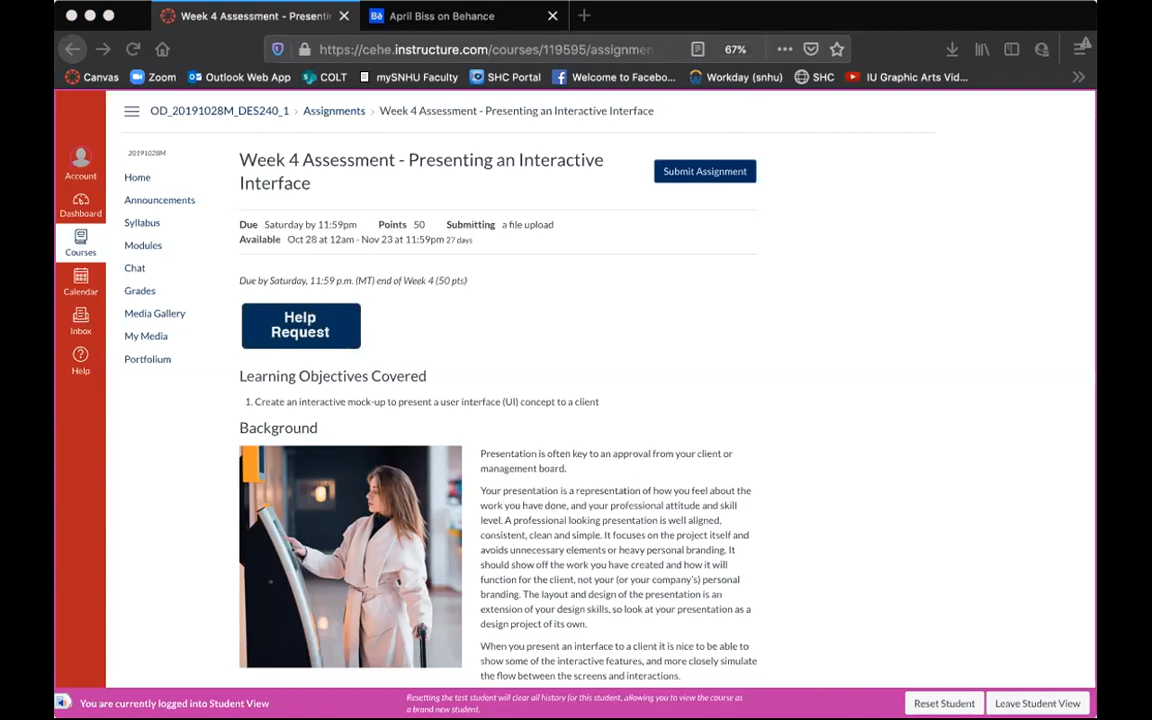 Week 4 Assessment - Presentin
April Biss on Behance
https://cehe.instructure.com/courses/119595/assignmen
67%
Canvas
Zoom
Outlook Web App
COLT
mySNHU Faculty
SHC Portal
Welcome to Facebo...
Workday (snhu)
SHC
IU Graphic Arts Vid...
OD_20191028M_DES240_1 › Assignments › Week 4 Assessment - Presenting an Interactive Interface
Account
Dashboard
Courses
Calendar
Inbox
Help
20191028M
Home
Announcements
Syllabus
Modules
Chat
Grades
Media Gallery
My Media
Portfolium
Week 4 Assessment - Presenting an Interactive
Interface
Submit Assignment
Due Saturday by 11:59pm Points 50 Submitting a file upload
Available Oct 28 at 12am - Nov 23 at 11:59pm 27 days
Due by Saturday, 11:59 p.m. (MT) end of Week 4 (50 pts)
Help
Request
Learning Objectives Covered
1. Create an interactive mock-up to present a user interface (UI) concept to a client
Background
Presentation is often key to an approval from your client or
management board.
Your presentation is a representation of how you feel about the
work you have done, and your professional attitude and skill
level. A professional looking presentation is well aligned,
consistent, clean and simple. It focuses on the project itself and
avoids unnecessary elements or heavy personal branding. It
should show off the work you have created and how it will
function for the client, not your (or your company's) personal
branding. The layout and design of the presentation is an
extension of your design skills, so look at your presentation as a
design project of its own.
When you present an interface to a client it is nice to be able to
show some of the interactive features, and more closely simulate
the flow between the screens and interactions.
You are currently logged into Student View
Resetting the test student will clear all history for this student, allowing you to view the course as
a brand new student.
Reset Student
Leave Student View